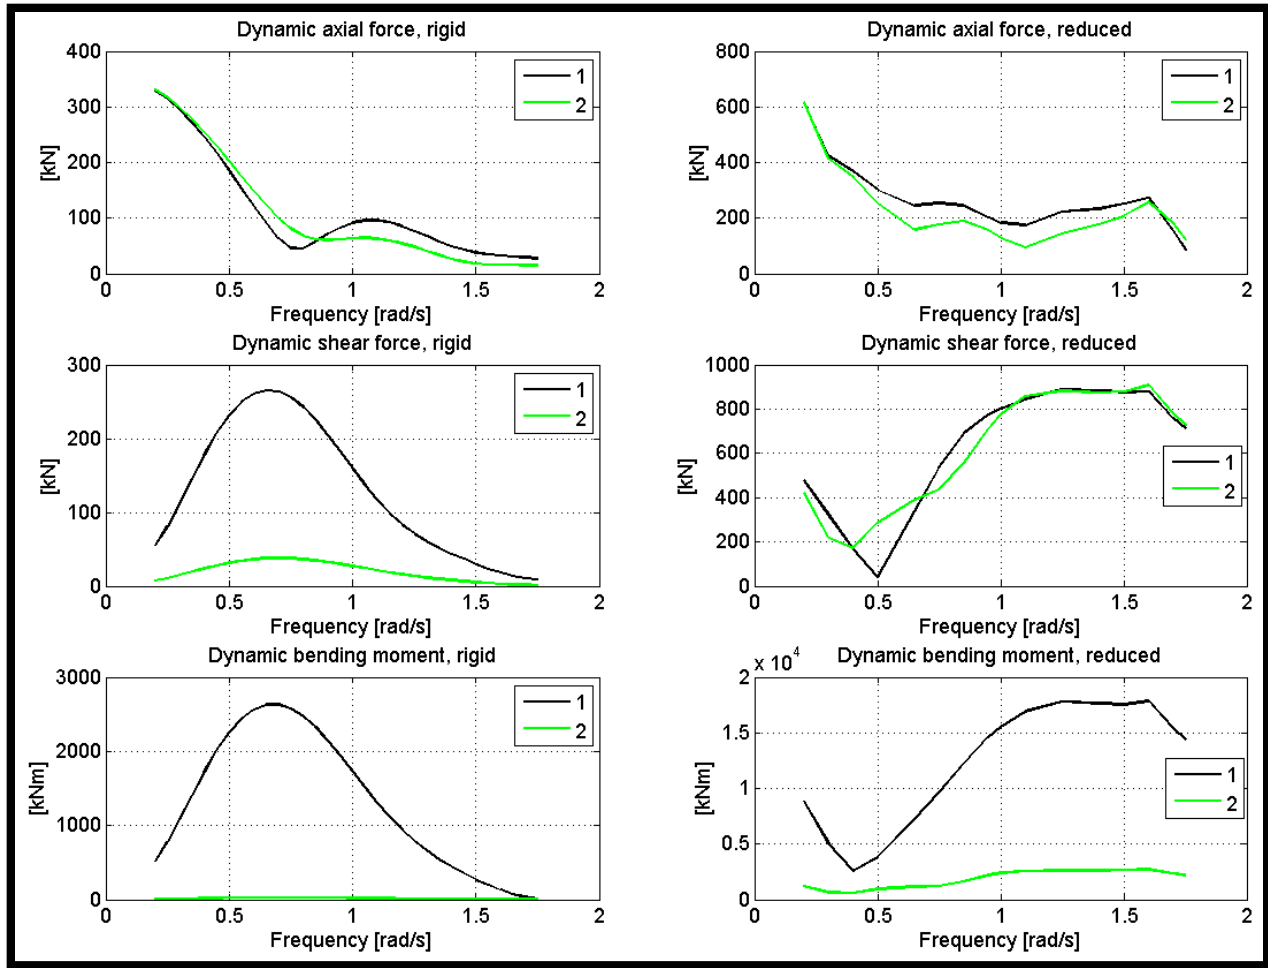 Dynamic axial force, rigid
400
300
200
100
0
[kN]
1
2
0 0.5 1 1.5 2
Frequency [rad/s]
Dynamic axial force, reduced
800
600
400
200
0
[kN]
1
2
0 0.5 1 1.5 2
Frequency [rad/s]
Dynamic shear force, rigid
300
200
100
0
[kN]
1
2
0 0.5 1 1.5 2
Frequency [rad/s]
Dynamic shear force, reduced
1000
800
600
400
200
0
[kN]
1
2
0 0.5 1 1.5 2
Frequency [rad/s]
Dynamic bending moment, rigid
3000
2000
1000
0
[kNm]
1
2
0 0.5 1 1.5 2
Frequency [rad/s]
x 10⁴ Dynamic bending moment, reduced
2
1.5
1
0.5
0
[kNm]
1
2
0 0.5 1 1.5 2
Frequency [rad/s]